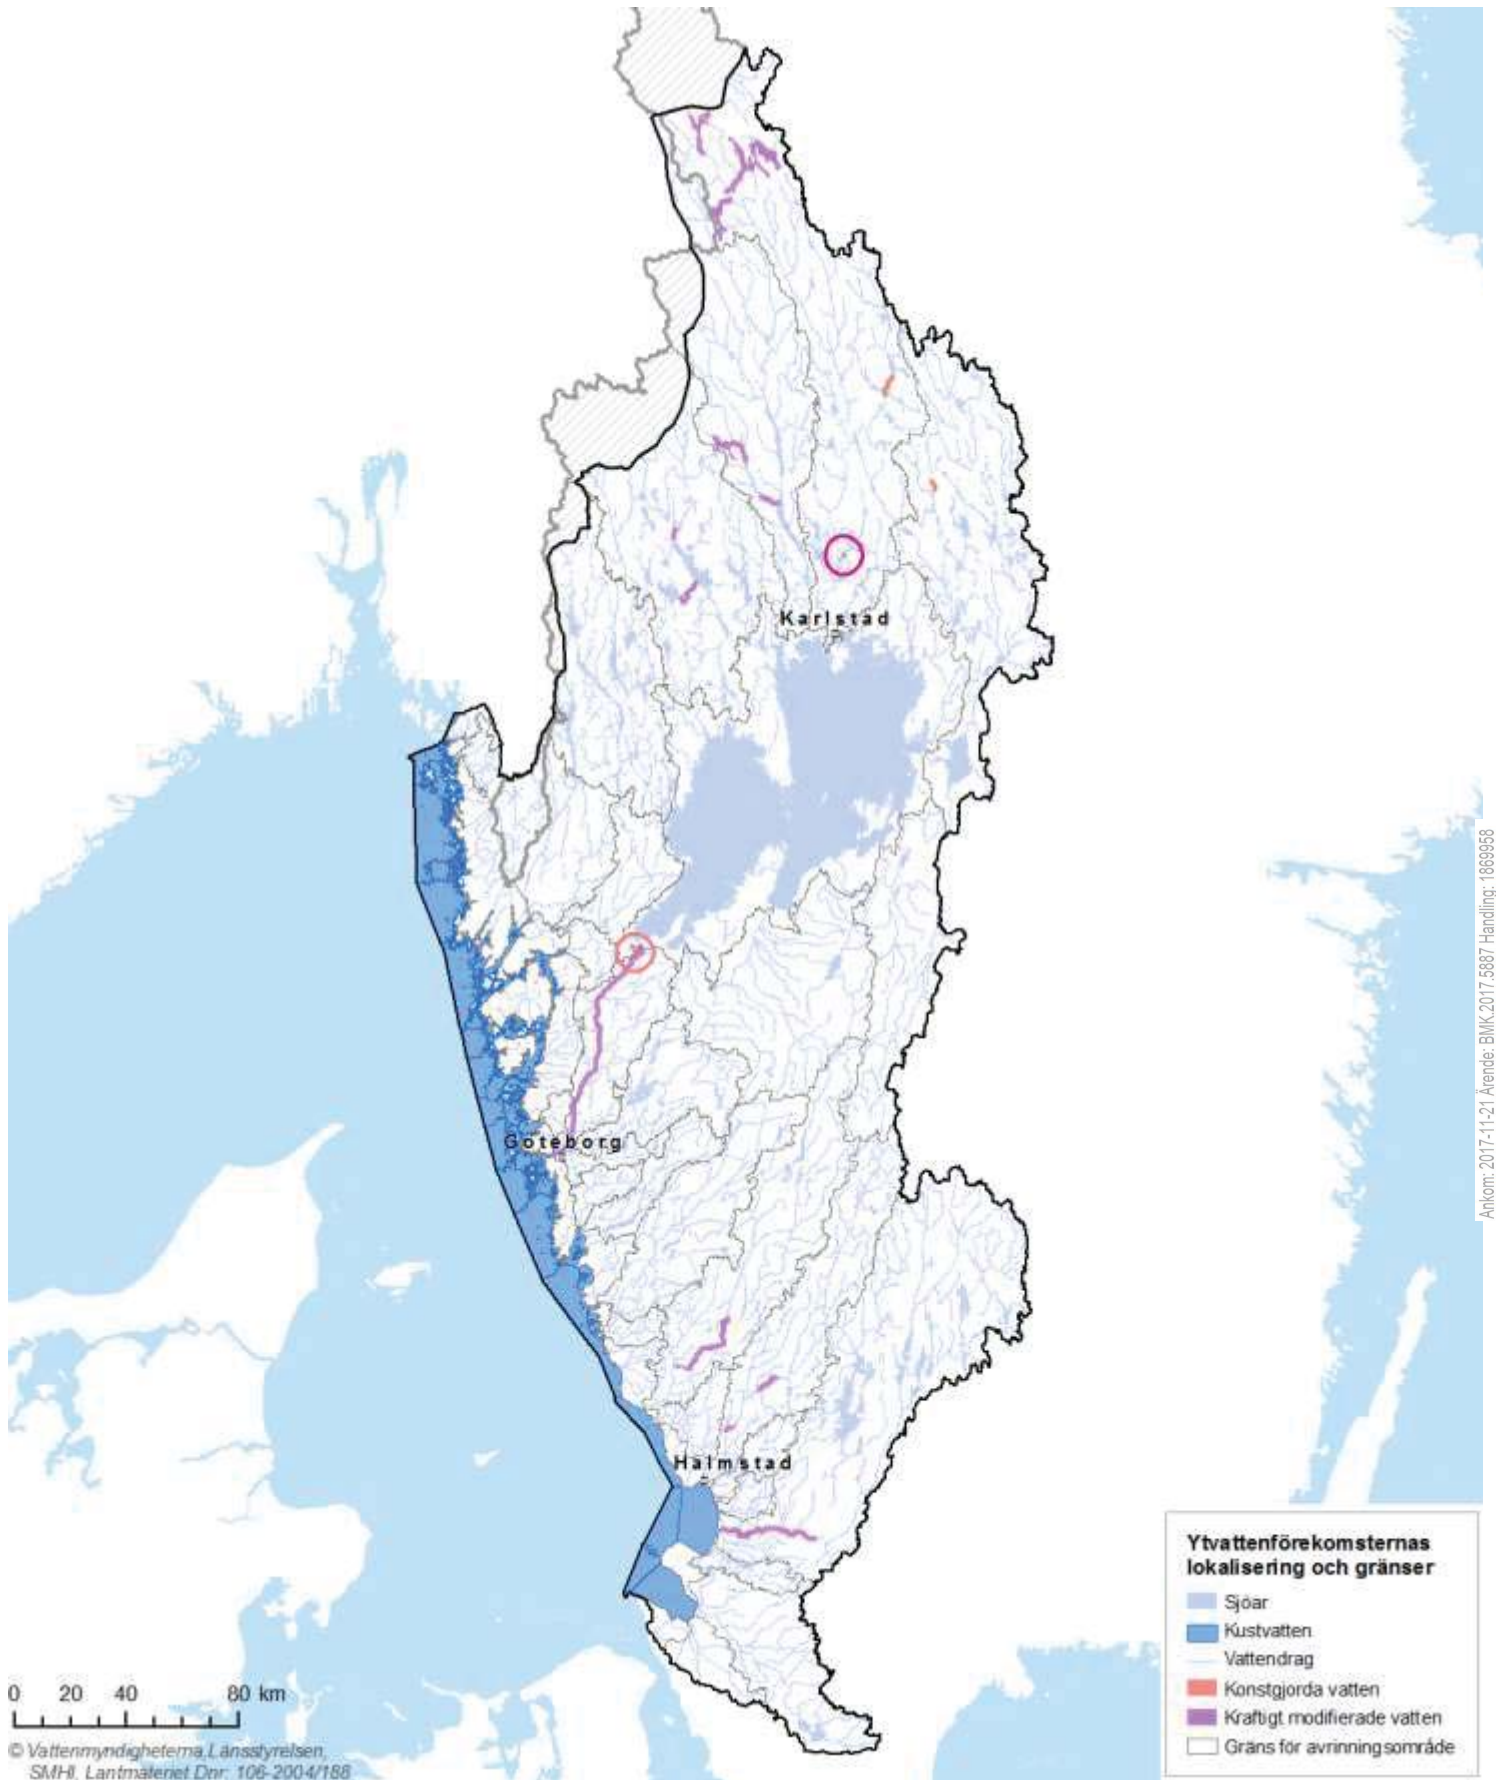 Karlstad
Göteborg
Halmstad
Ytvattenförekomsternas
lokalisering och gränser
Sjöar
Kustvatten
Vattendrag
Konstgjorda vatten
Kraftigt modifierade vatten
Gräns för avrinningsområde
0 20 40 80 km
© Vattenmyndigheterna, Länsstyrelsen,
SMHI, Lantmäteriet Dnr: 106-2004/188
Ankom: 2017-11-21 Ärende: BMK.2017.5887 Handling: 1869958